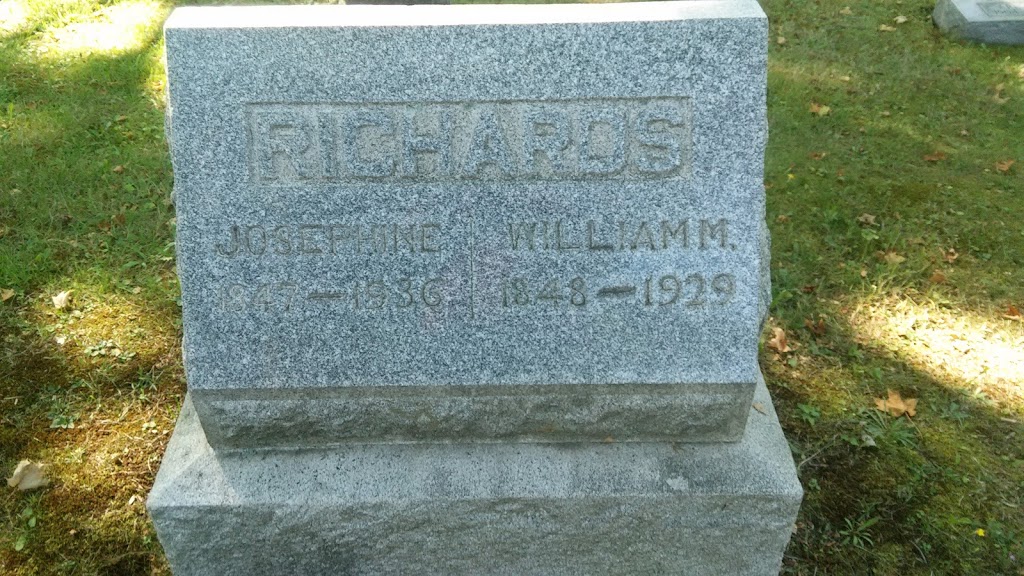 RICHARDS
JOSEPHINE
1847-1936
WILLIAM M.
1848-1929